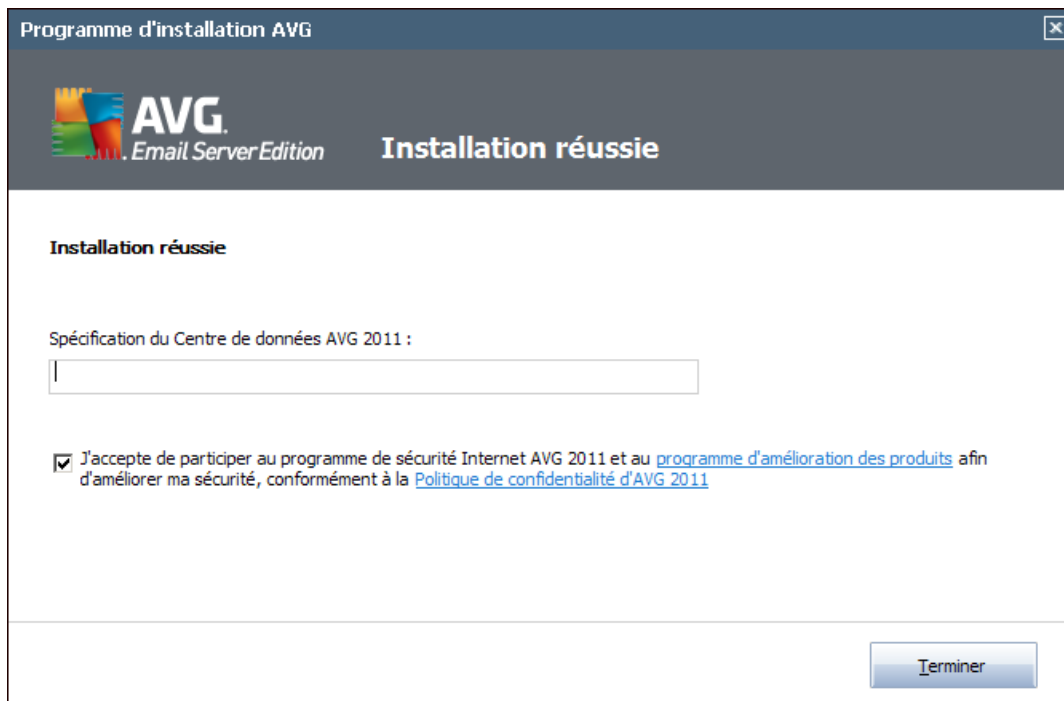 Programme d'installation AVG
AVG.
Email Server Edition
Installation réussie
Installation réussie
Spécification du Centre de données AVG 2011 :
J'accepte de participer au programme de sécurité Internet AVG 2011 et au programme d'amélioration des produits afin
d'améliorer ma sécurité, conformément à la Politique de confidentialité d'AVG 2011
Terminer